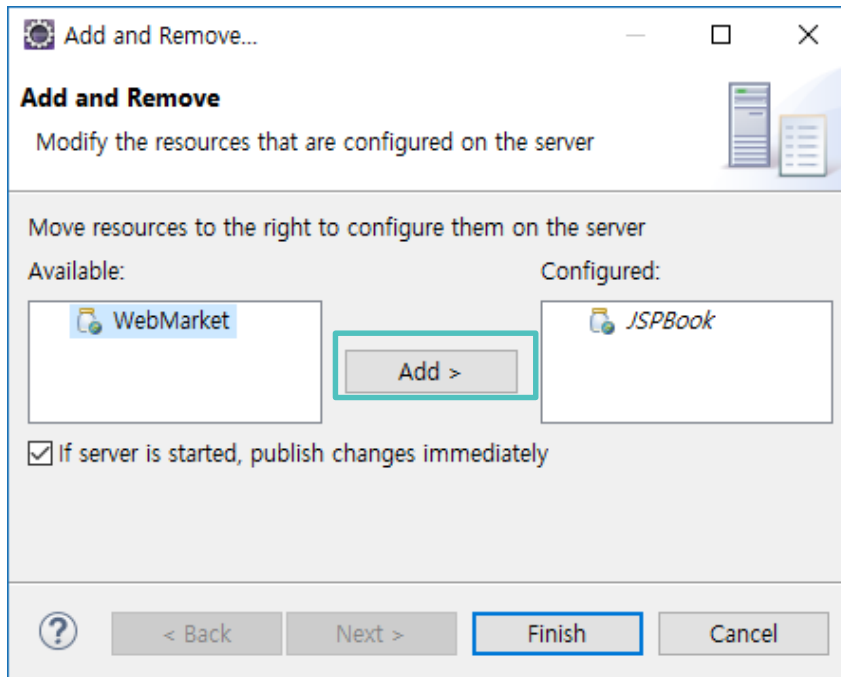 Add and Remove...
Add and Remove
Modify the resources that are configured on the server
Move resources to the right to configure them on the server
Available:
Configured:
WebMarket
JSPBook
Add >
If server is started, publish changes immediately
?
< Back
Next >
Finish
Cancel